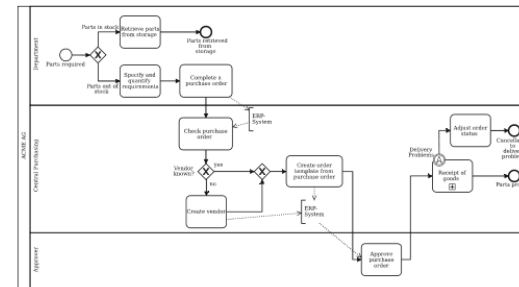 ACME AG
Department
Central Purchasing
Approver
Parts required
Parts in stock
Parts out of
stock
Retrieve parts
from storage
Parts retrieved
from
storage
Specify and
quantify
requirements
Complete a
purchase order
ERP-
System
Check purchase
order
Vendor
known?
yes
no
Create vendor
Create order
template from
purchase order
ERP-
System
Approve
purchase
order
Delivery
Problems
Adjust order
status
Receipt of
goods
to